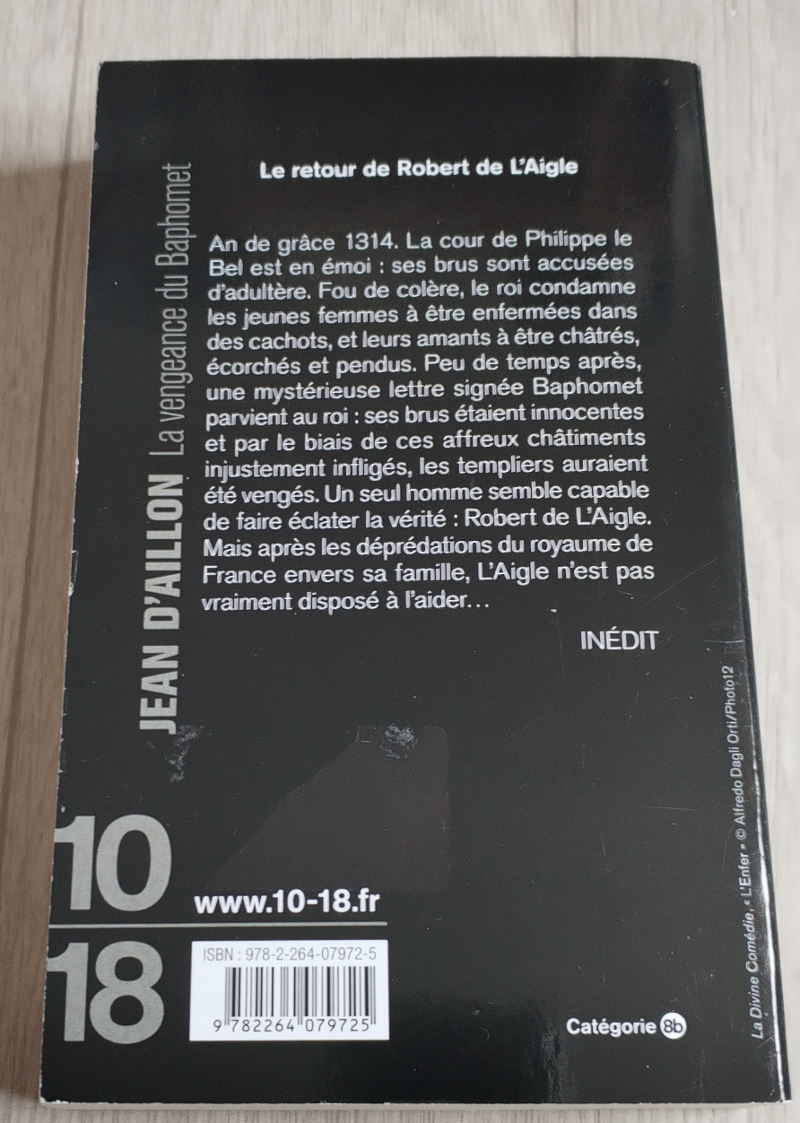 Le retour de Robert de L'Aigle
An de grâce 1314. La cour de Philippe le
Bel est en émoi : ses brus sont accusées
d'adultère. Fou de colère, le roi condamne
les jeunes femmes à être enfermées dans
des cachots, et leurs amants à être châtrés,
écorchés et pendus. Peu de temps après,
une mystérieuse lettre signée Baphomet
parvient au roi : ses brus étaient innocentes
et par le biais de ces affreux châtiments
injustement infligés, les templiers auraient
été vengés. Un seul homme semble capable
de faire éclater la vérité : Robert de L'Aigle.
Mais après les déprédations du royaume de
France envers sa famille, L'Aigle n'est pas
vraiment disposé à l'aider...
INÉDIT
JEAN D'AILLON La vengeance du Baphomet
10
18
www.10-18.fr
ISBN : 978-2-264-07972-5
9 782264 079725
Catégorie 8b
La Divine Comédie, « L'Enfer » © Alfredo Dagli Orti/Photo12